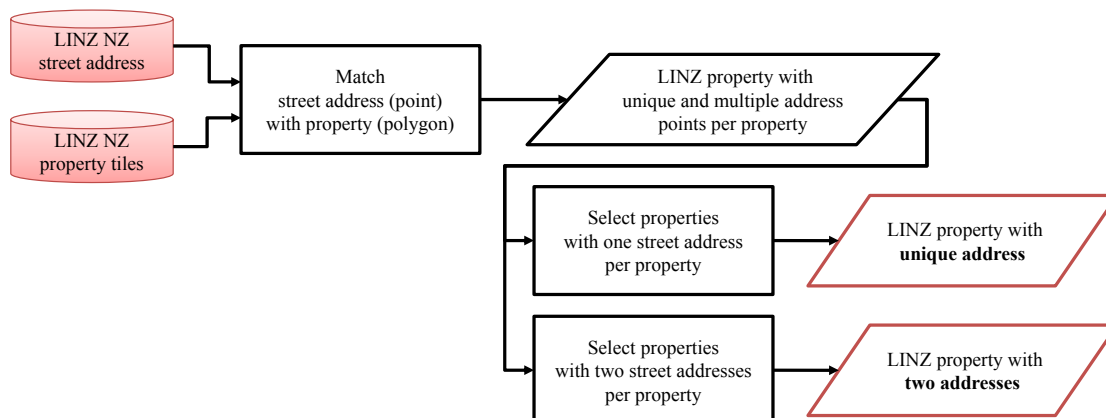 LINZ NZ
street address
LINZ NZ
property tiles
Match
street address (point)
with property (polygon)
LINZ property with
unique and multiple address
points per property
Select properties
with one street address
per property
LINZ property with
unique address
Select properties
with two street addresses
per property
LINZ property with
two addresses